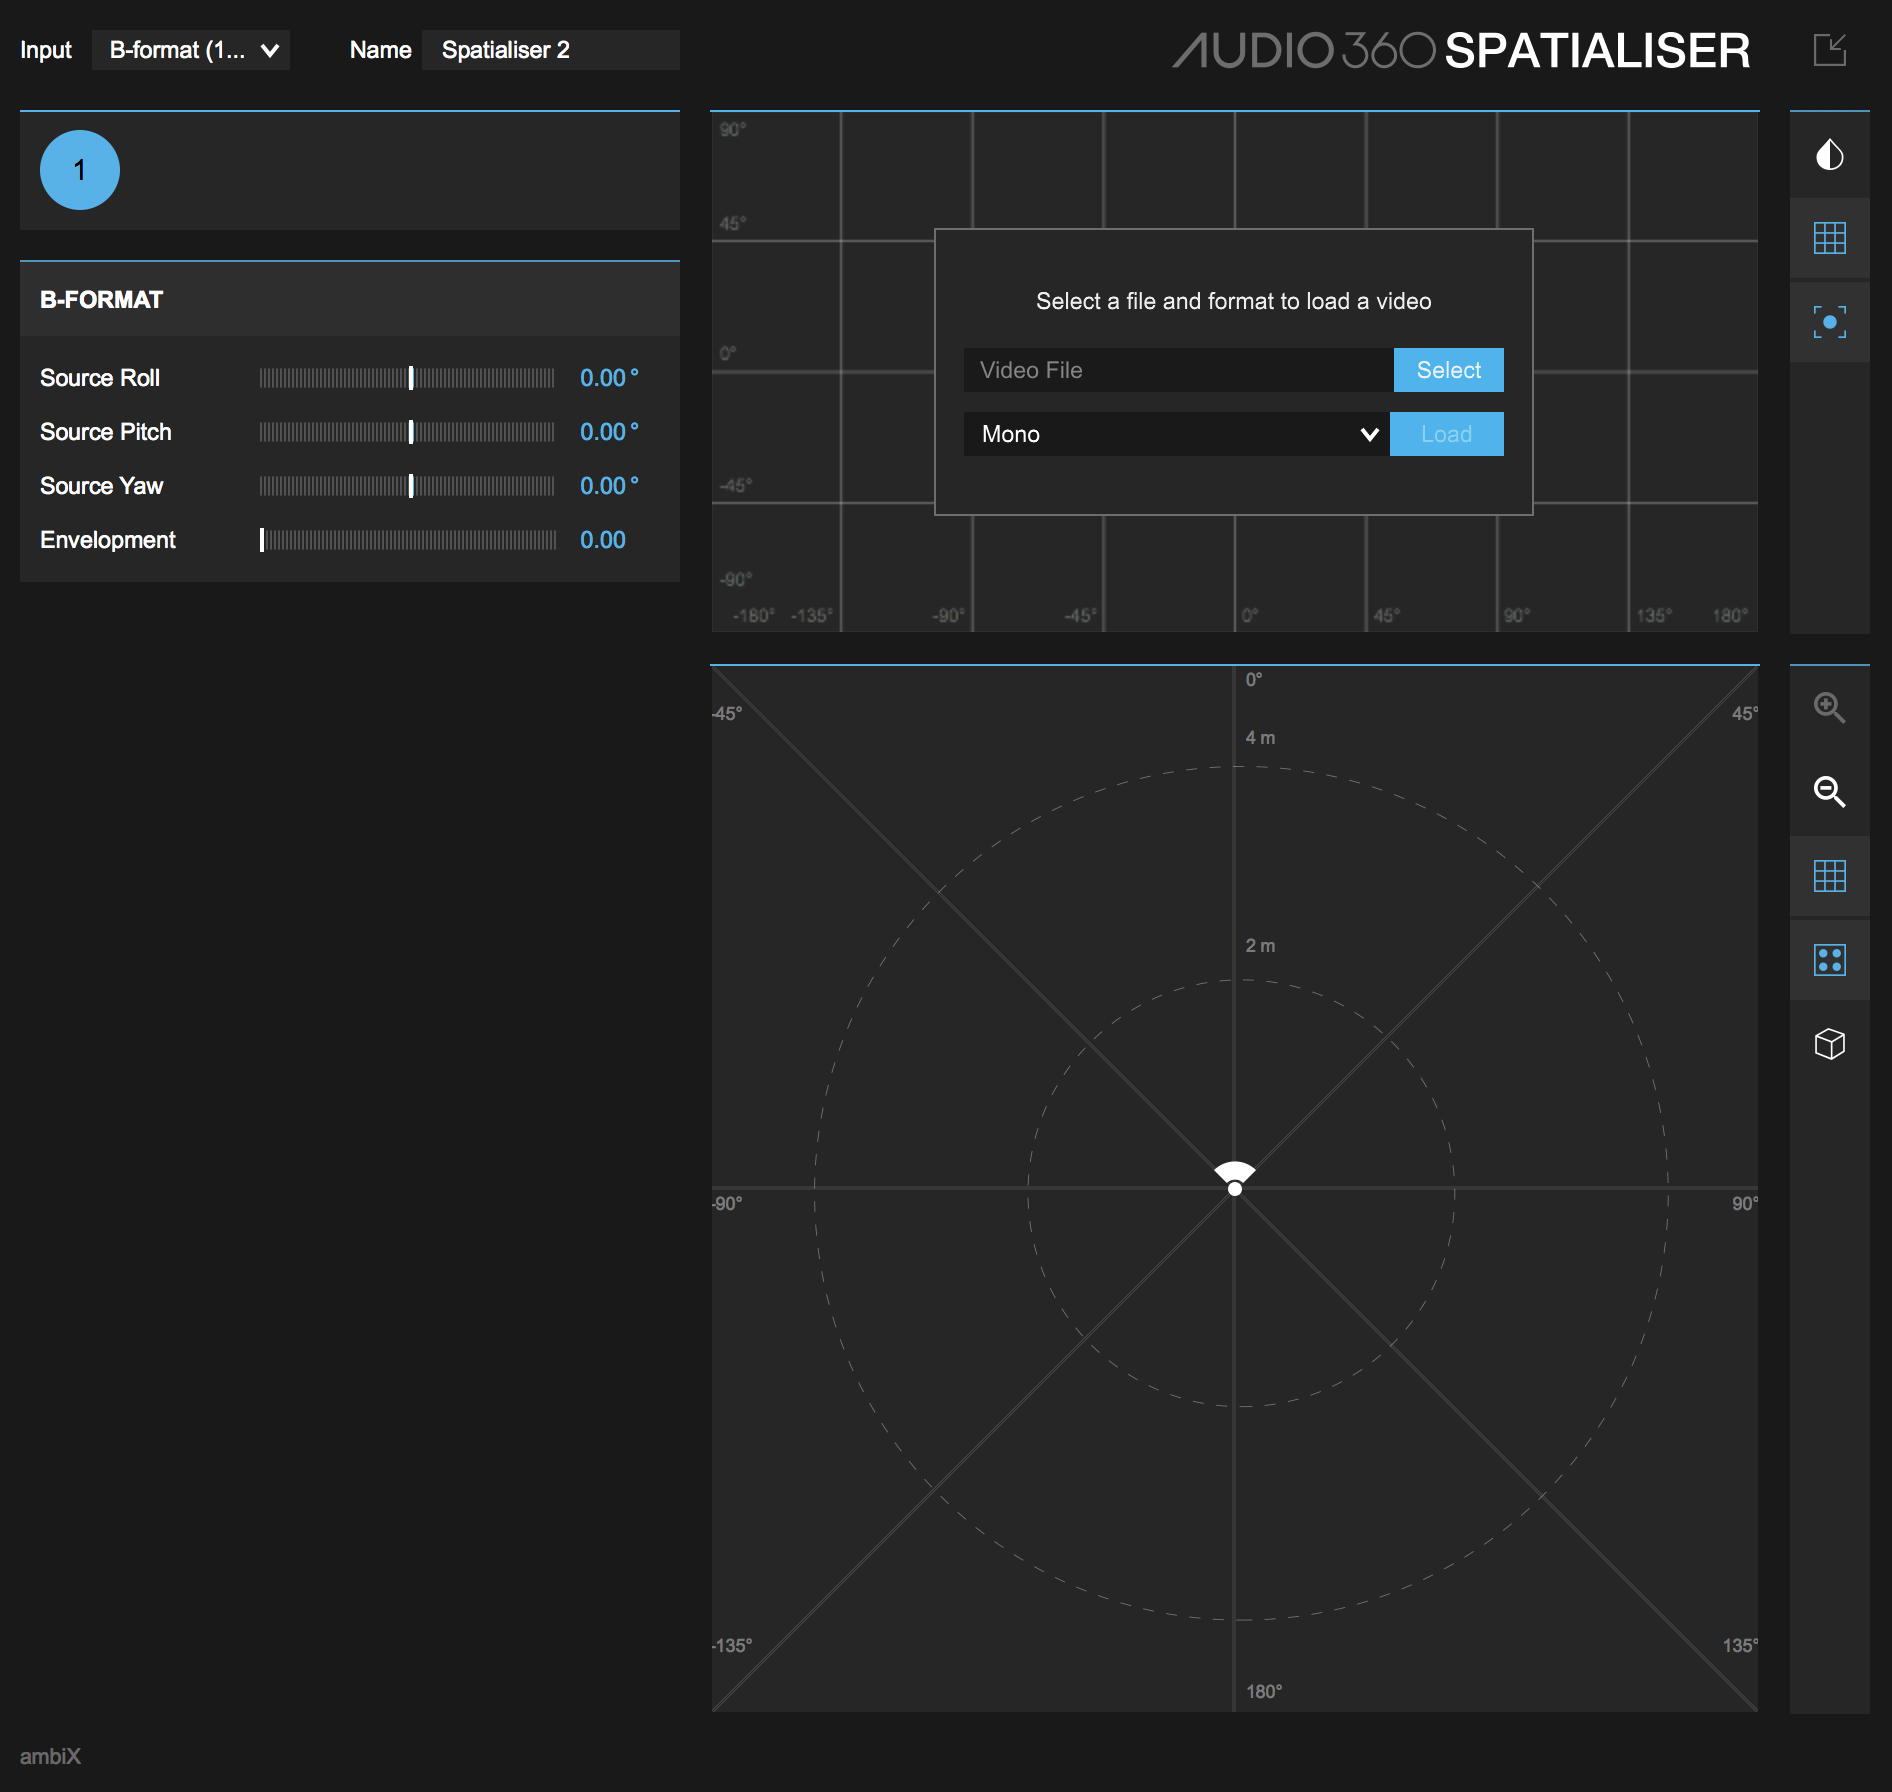 Input B-format (1... Name Spatialiser 2
AUDIO360 SPATIALISER
1
B-FORMAT
Source Roll 0.00 °
Source Pitch 0.00 °
Source Yaw 0.00 °
Envelopment 0.00
90°
45°
0°
-45°
-90°
-180° -135° -90° -45° 0° 45° 90° 135° 180°
Select a file and format to load a video
Video File Select
Mono Load
0°
-45° 45°
4 m
2 m
-90° 90°
-135° 135°
180°
ambiX